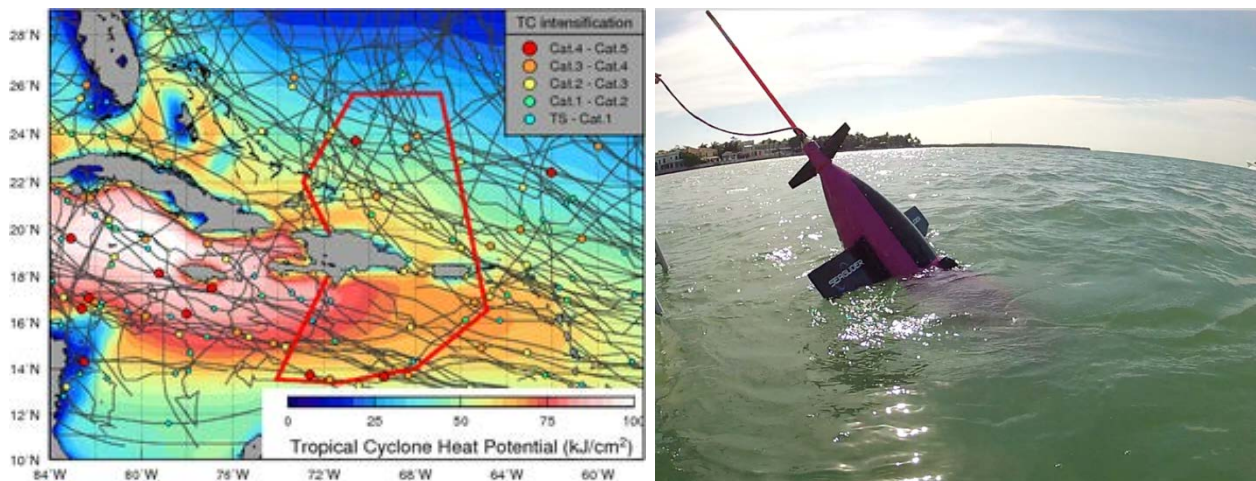 TC intensification
Cat.4 - Cat.5
Cat.3 - Cat.4
Cat.2 - Cat.3
Cat.1 - Cat.2
TS - Cat.1
28°N
26°N
24°N
22°N
20°N
18°N
16°N
14°N
12°N
10°N
0 25 50 75 100
Tropical Cyclone Heat Potential (kJ/cm²)
84°W 80°W 76°W 72°W 68°W 64°W 60°W
SEAGLIDER